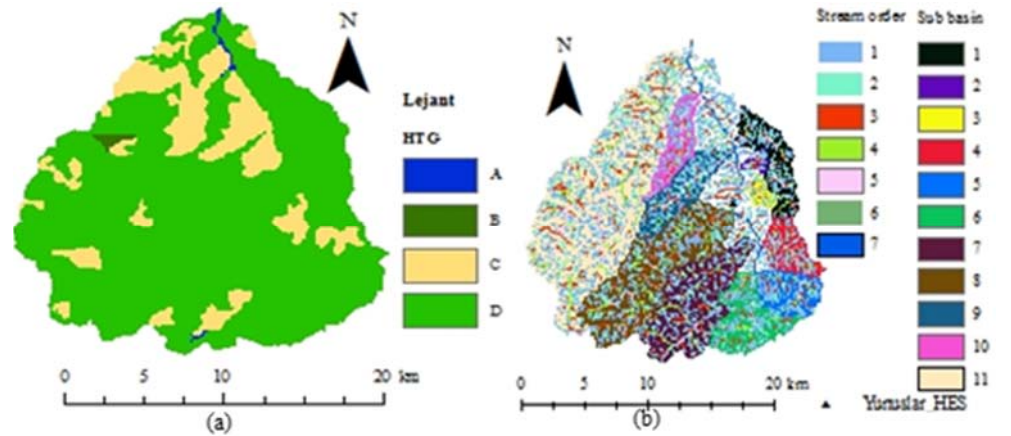 N
Lejant
HTG
A
B
C
D
0 5 10 20 km
(a)
N
Stream order
1
2
3
4
5
6
7
Sub basin
1
2
3
4
5
6
7
8
9
10
11
Yunuslar_HES
0 5 10 20 km
(b)